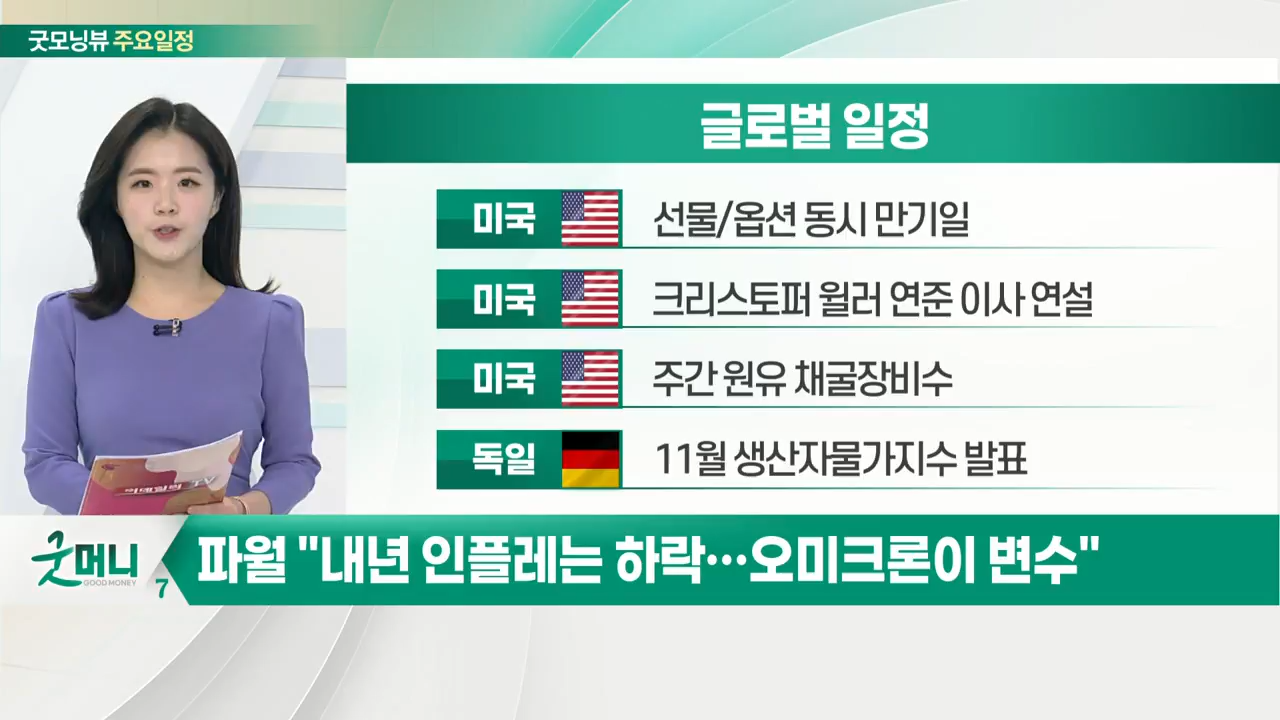 굿모닝뷰 주요일정
글로벌 일정
미국 선물/옵션 동시 만기일
미국 크리스토퍼 월러 연준 이사 연설
미국 주간 원유 채굴장비수
독일 11월 생산자물가지수 발표
굿머니
GOOD MONEY
7
파월 "내년 인플레는 하락…오미크론이 변수"